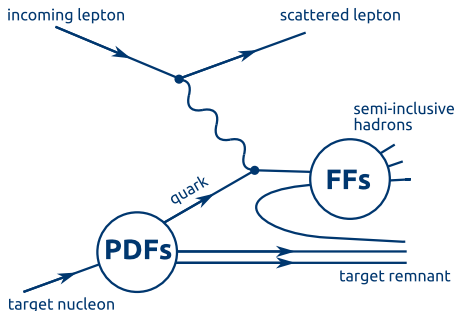 incoming lepton
scattered lepton
semi-inclusive
hadrons
quark
FFs
PDFs
target remnant
target nucleon